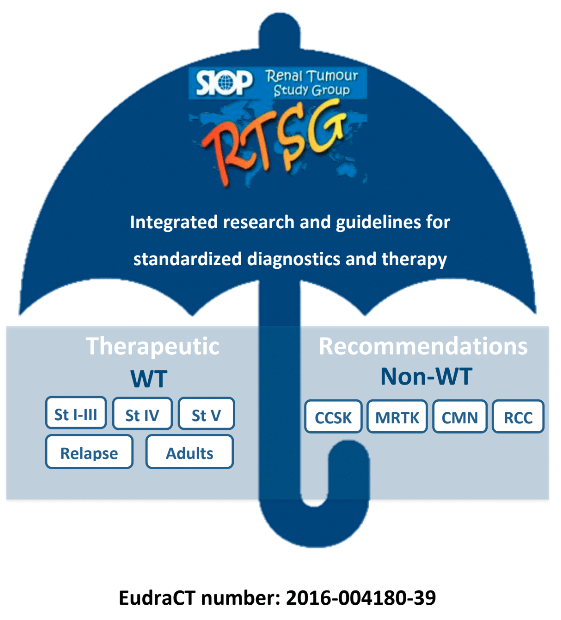 SIOP Renal Tumour
Study Group
RTSG
Integrated research and guidelines for
standardized diagnostics and therapy
Therapeutic Recommendations
WT Non-WT
St I-III St IV St V CCSK MRTK CMN RCC
Relapse Adults
EudraCT number: 2016-004180-39